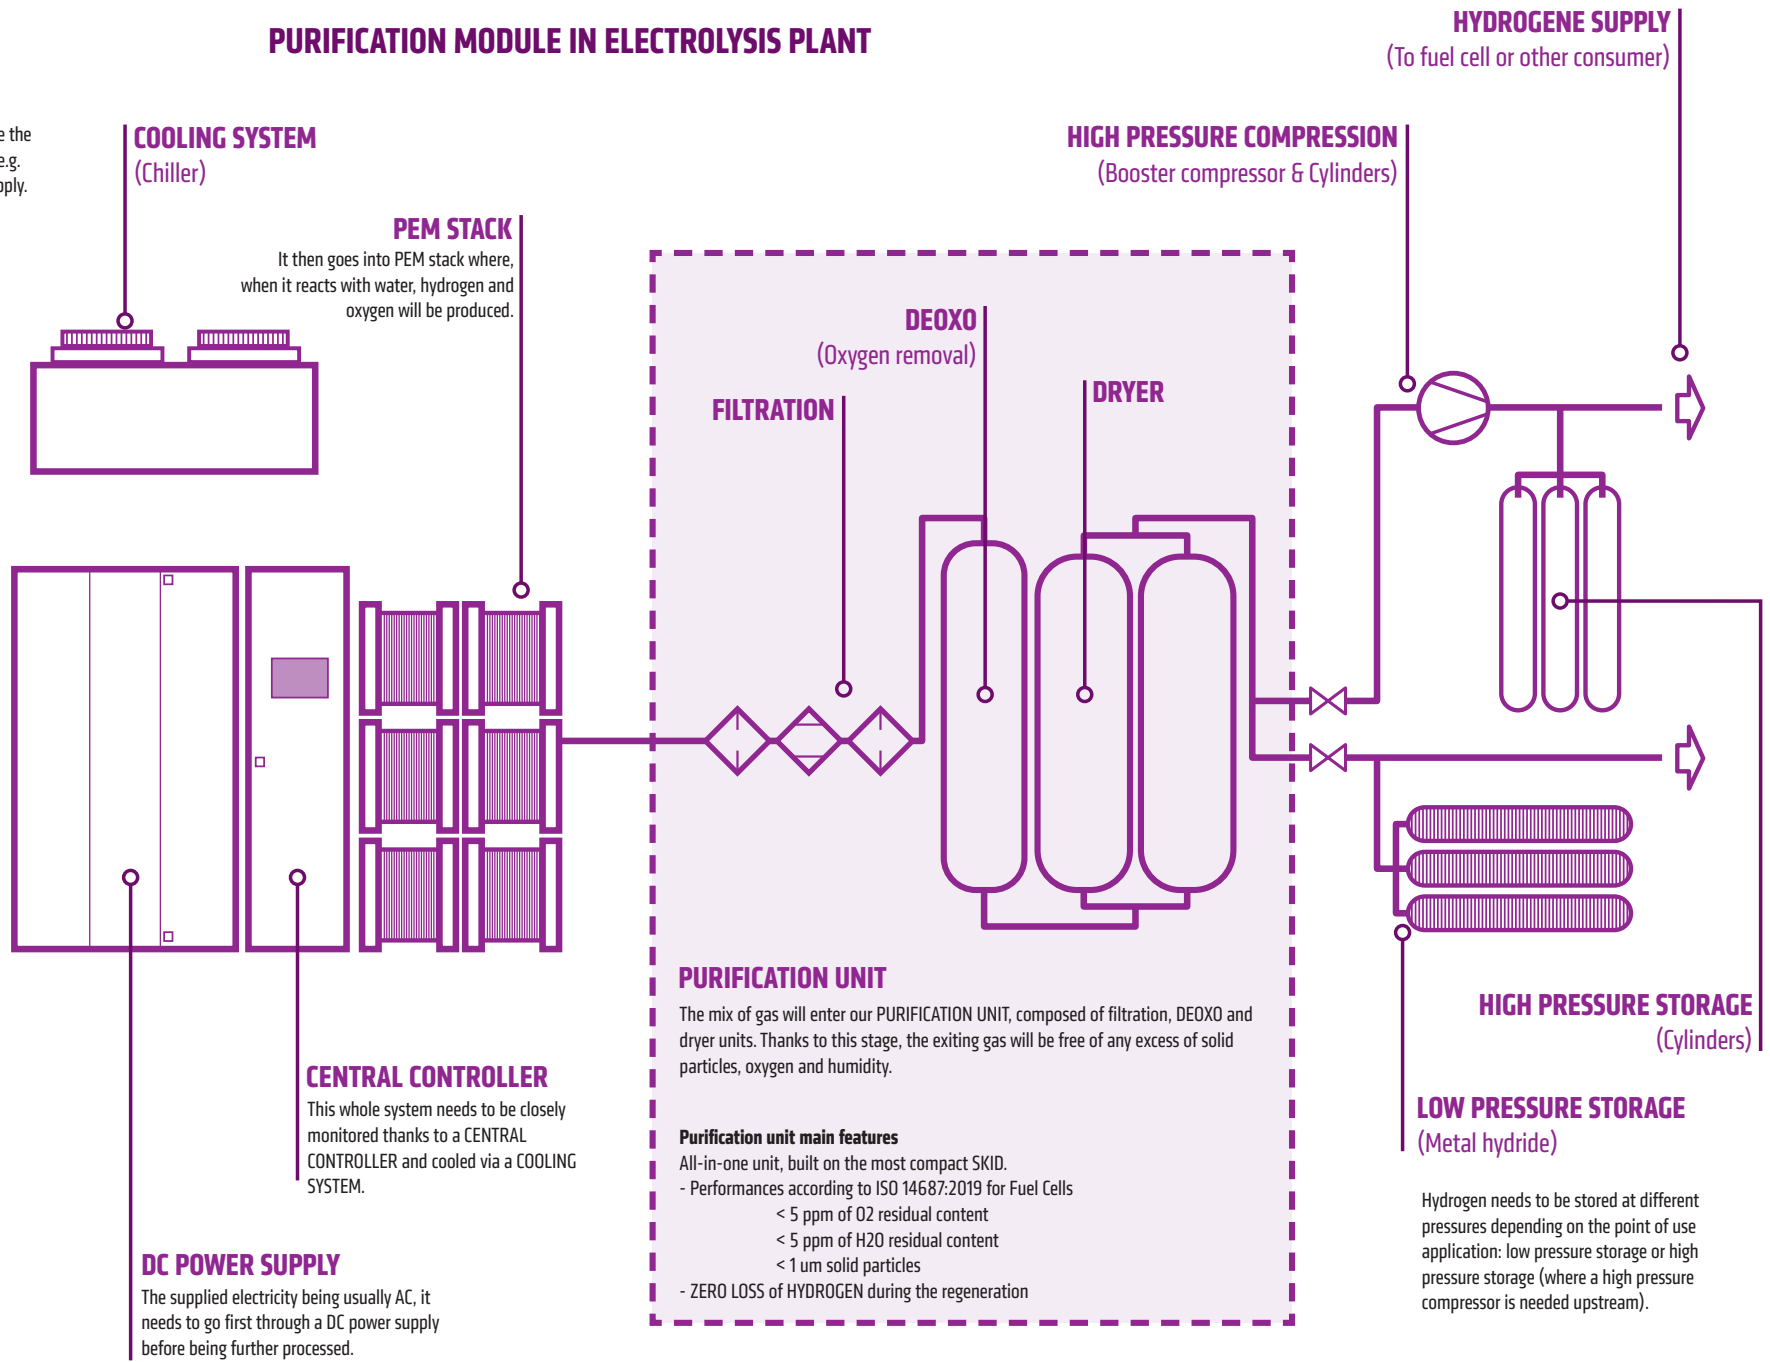 PURIFICATION MODULE IN ELECTROLYSIS PLANT
HYDROGENE SUPPLY
(To fuel cell or other consumer)
the
e.g.
COOLING SYSTEM
(Chiller)
HIGH PRESSURE COMPRESSION
(Booster compressor & Cylinders)
PEM STACK
It then goes into PEM stack where,
when it reacts with water, hydrogen and
oxygen will be produced.
DEOXO
(Oxygen removal)
DRYER
FILTRATION
PURIFICATION UNIT
The mix of gas will enter our PURIFICATION UNIT, composed of filtration, DEOXO and
dryer units. Thanks to this stage, the exiting gas will be free of any excess of solid
particles, oxygen and humidity.
Purification unit main features
All-in-one unit, built on the most compact SKID.
- Performances according to ISO 14687:2019 for Fuel Cells
< 5 ppm of O2 residual content
< 5 ppm of H2O residual content
< 1 um solid particles
- ZERO LOSS of HYDROGEN during the regeneration
CENTRAL CONTROLLER
This whole system needs to be closely
monitored thanks to a CENTRAL
CONTROLLER and cooled via a COOLING
SYSTEM.
DC POWER SUPPLY
The supplied electricity being usually AC, it
needs to go first through a DC power supply
before being further processed.
HIGH PRESSURE STORAGE
(Cylinders)
LOW PRESSURE STORAGE
(Metal hydride)
Hydrogen needs to be stored at different
pressures depending on the point of use
application: low pressure storage or high
pressure storage (where a high pressure
compressor is needed upstream).